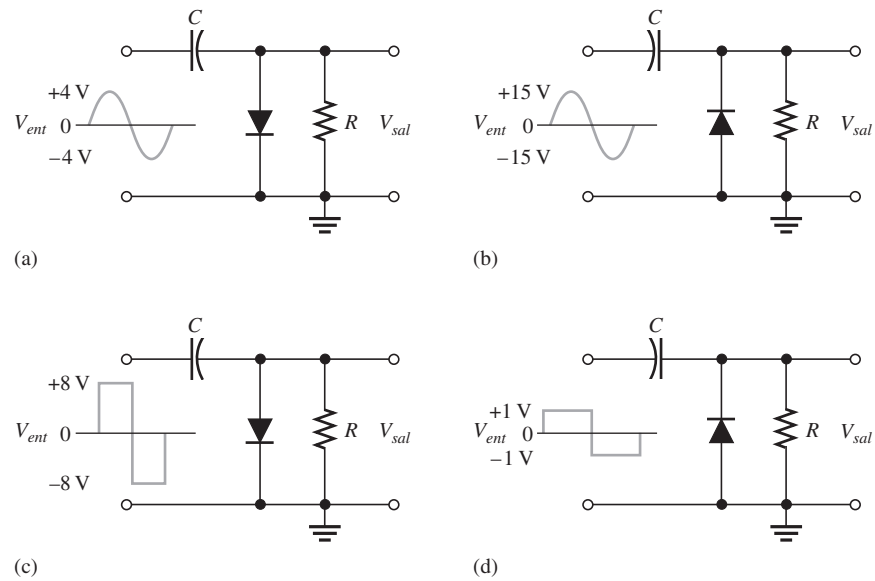 C
+4 V
V_ent 0
−4 V
R V_sal
(a)
C
+15 V
V_ent 0
−15 V
R V_sal
(b)
C
+8 V
V_ent 0
−8 V
R V_sal
(c)
C
+1 V
V_ent 0
−1 V
R V_sal
(d)